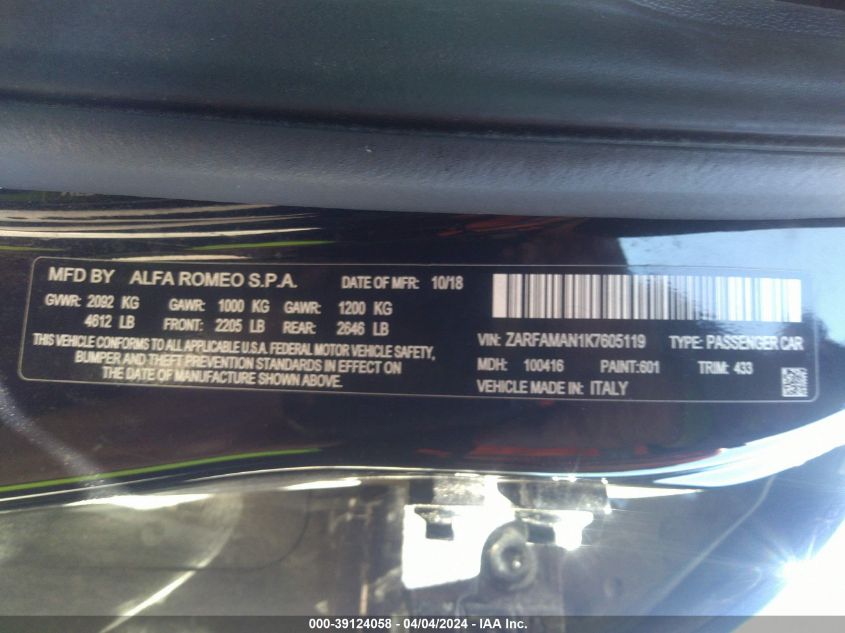 MFD BY ALFA ROMEO S.P.A. DATE OF MFR: 10/18
GVWR: 2092 KG GAWR: 1000 KG GAWR: 1200 KG
4612 LB FRONT: 2205 LB REAR: 2646 LB
THIS VEHICLE CONFORMS TO ALL APPLICABLE U.S.A. FEDERAL MOTOR VEHICLE SAFETY,
BUMPER AND THEFT PREVENTION STANDARDS IN EFFECT ON
THE DATE OF MANUFACTURE SHOWN ABOVE.
VIN: ZARFAMAN1K7605119 TYPE: PASSENGER CAR
MDH: 100416 PAINT:601 TRIM: 433
VEHICLE MADE IN: ITALY
000-39124058 - 04/04/2024 - IAA Inc.